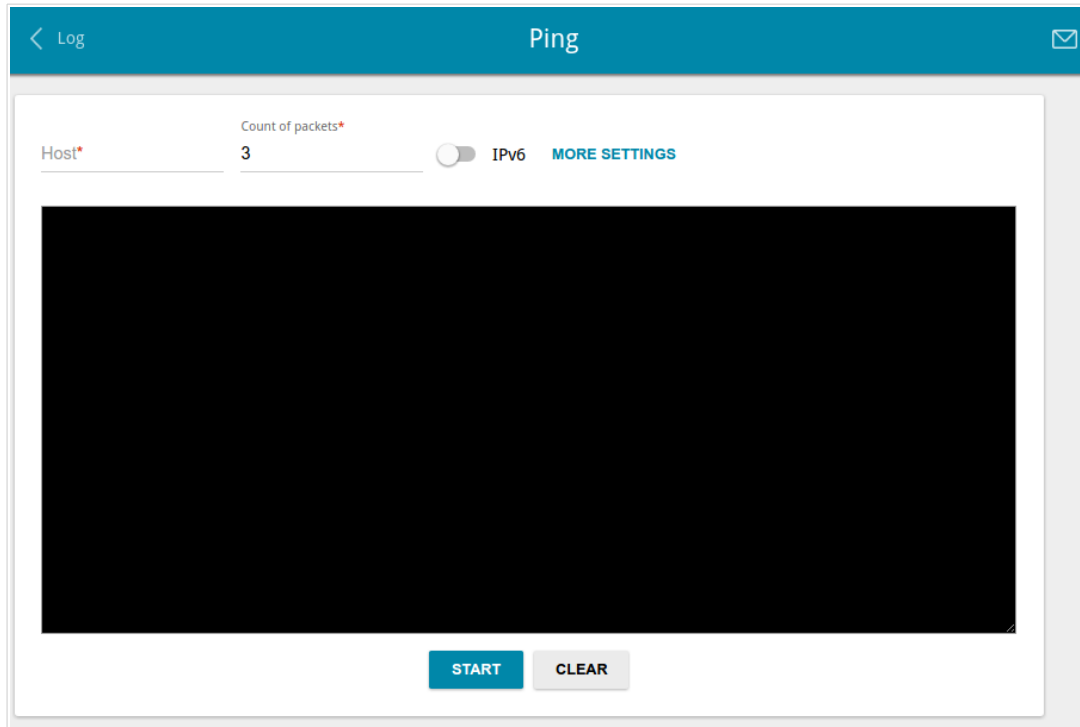 Log
Ping
Count of packets*
Host*
3
IPv6
MORE SETTINGS
START
CLEAR